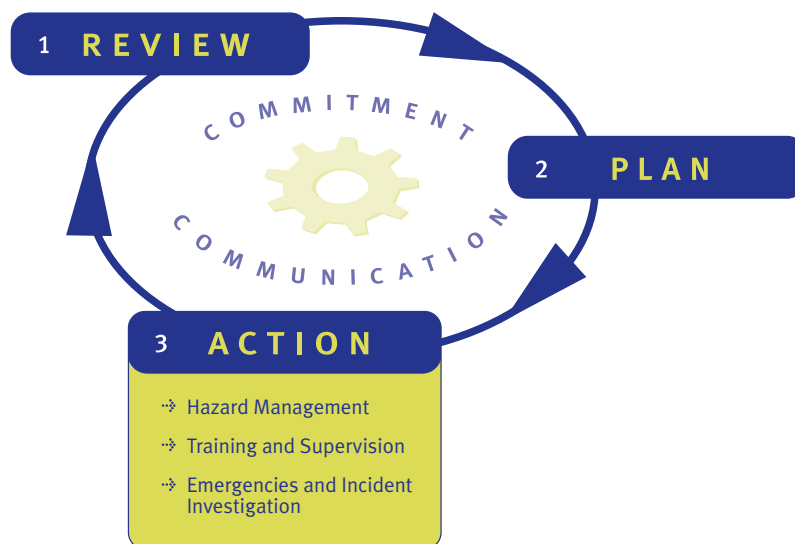 1 REVIEW
COMMITMENT
2 PLAN
COMMUNICATION
3 ACTION
Hazard Management
Training and Supervision
Emergencies and Incident
Investigation